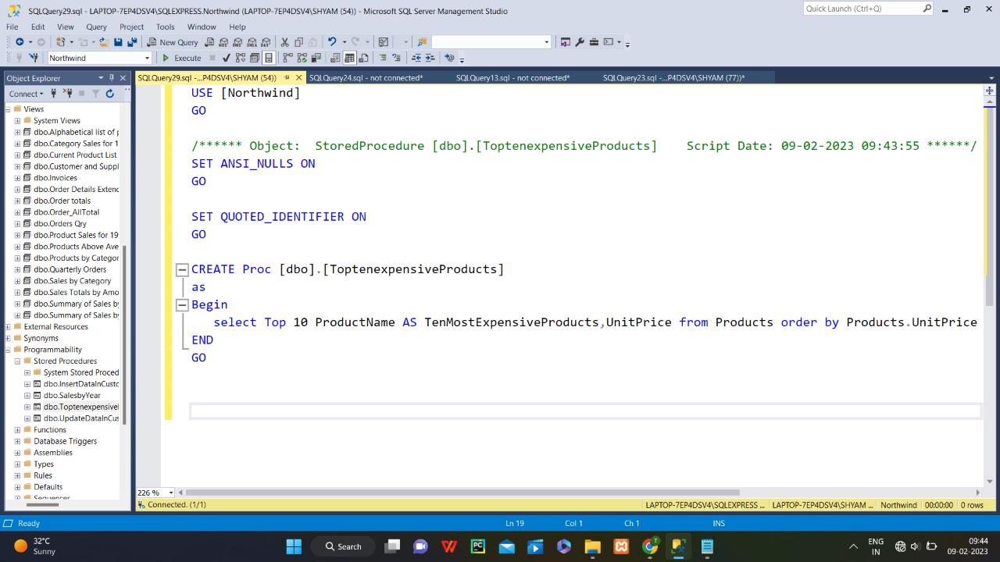 SQLQuery29.sql - LAPTOP-7EP4DSV4\SQLEXPRESS.Northwind (LAPTOP-7EP4DSV4\SHYAM (54)) - Microsoft SQL Server Management Studio
Quick Launch (Ctrl+Q)
File Edit View Query Project Tools Window Help
New Query MDX DMX XMLA DAX
Northwind Execute
Object Explorer
SQLQuery29.sql -...P4DSV4\SHYAM (54)) SQLQuery24.sql - not connected* SQLQuery13.sql - not connected* SQLQuery23.sql -...P4DSV4\SHYAM (77))*
Connect
Views
System Views
dbo.Alphabetical list of p
dbo.Category Sales for 1
dbo.Current Product List
dbo.Customer and Suppl
dbo.Invoices
dbo.Order Details Extenc
dbo.Order totals
dbo.Order_AllTotal
dbo.Orders Qry
dbo.Product Sales for 19
dbo.Products Above Ave
dbo.Products by Categor
dbo.Quarterly Orders
dbo.Sales by Category
dbo.Sales Totals by Amo
dbo.Summary of Sales by
dbo.Summary of Sales by
External Resources
Synonyms
Programmability
Stored Procedures
System Stored Proced
dbo.InsertDataInCustc
dbo.SalesbyYear
dbo.Toptenexpensivel
dbo.UpdateDataInCus
Functions
Database Triggers
Assemblies
Types
Rules
Defaults
Sequences
USE [Northwind]
GO
/****** Object:  StoredProcedure [dbo].[ToptenexpensiveProducts]    Script Date: 09-02-2023 09:43:55 ******/
SET ANSI_NULLS ON
GO
SET QUOTED_IDENTIFIER ON
GO
CREATE Proc [dbo].[ToptenexpensiveProducts]
as
Begin
select Top 10 ProductName AS TenMostExpensiveProducts,UnitPrice from Products order by Products.UnitPrice
END
GO
226 %
Connected. (1/1) LAPTOP-7EP4DSV4\SQLEXPRESS ... LAPTOP-7EP4DSV4\SHYAM ... Northwind 00:00:00 0 rows
Ready Ln 19 Col 1 Ch 1 INS
32°C
Sunny
Search
ENG
IN
09:44
09-02-2023